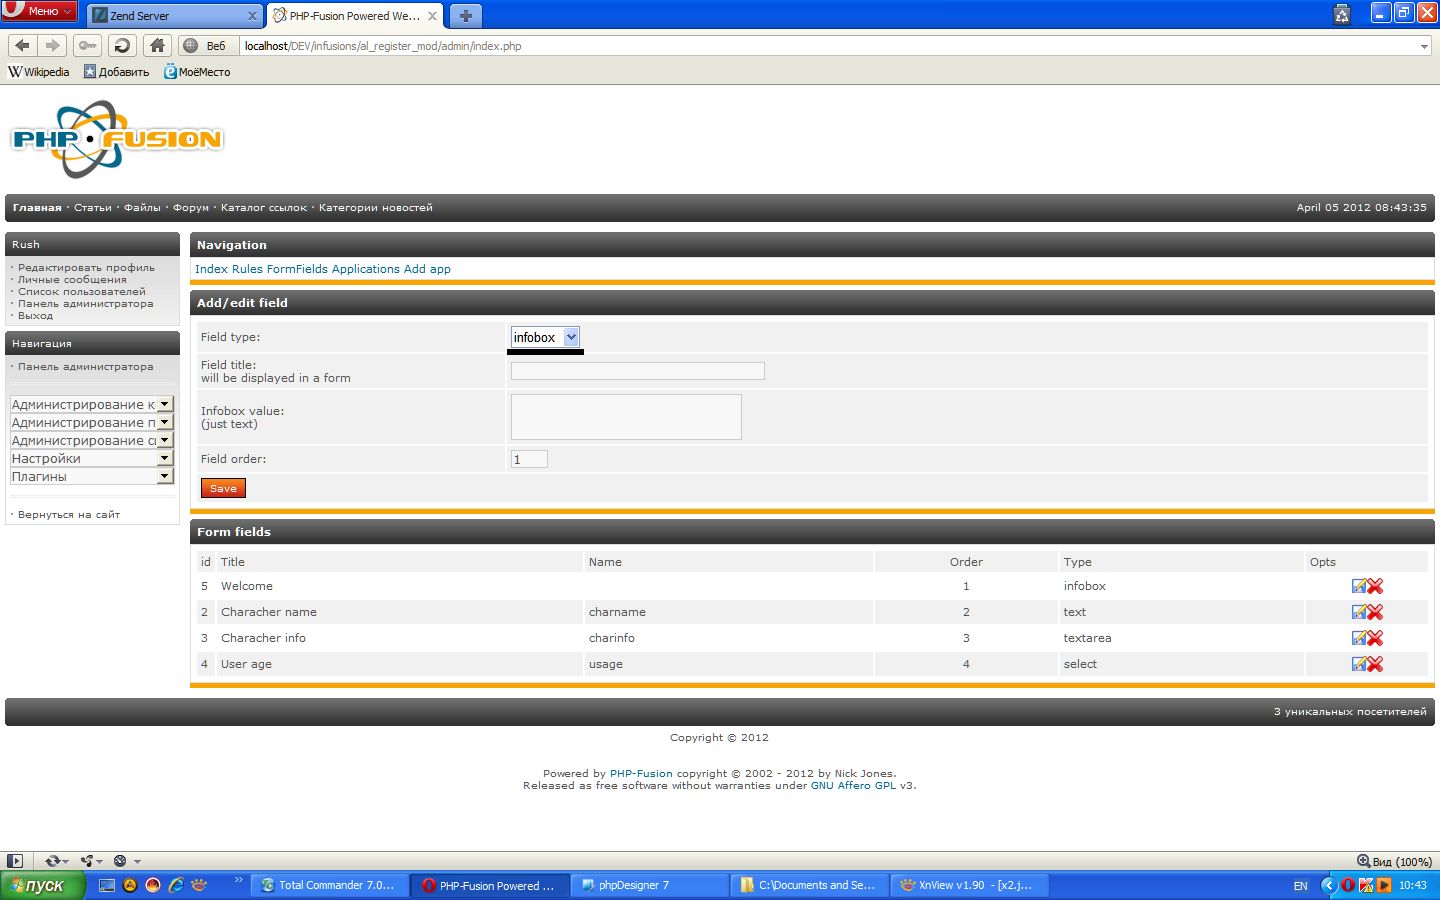 Меню
Zend Server
PHP-Fusion Powered We...
Веб
localhost/DEV/infusions/al_register_mod/admin/index.php
Wikipedia
Добавить
МоёМесто
PHP FUSION
Главная · Статьи · Файлы · Форум · Каталог ссылок · Категории новостей
April 05 2012 08:43:35
Rush
· Редактировать профиль
· Личные сообщения
· Список пользователей
· Панель администратора
· Выход
Навигация
· Панель администратора
Администрирование к
Администрирование п
Администрирование си
Настройки
Плагины
· Вернуться на сайт
Navigation
Index Rules FormFields Applications Add app
Add/edit field
Field type:
infobox
Field title:
will be displayed in a form
Infobox value:
(just text)
Field order:
1
Save
Form fields
id Title Name Order Type Opts
5 Welcome 1 infobox
2 Characher name charname 2 text
3 Characher info charinfo 3 textarea
4 User age usage 4 select
3 уникальных посетителей
Copyright © 2012
Powered by PHP-Fusion copyright © 2002 - 2012 by Nick Jones.
Released as free software without warranties under GNU Affero GPL v3.
Вид (100%)
пуск
Total Commander 7.0...
PHP-Fusion Powered ...
phpDesigner 7
C:\Documents and Se...
XnView v1.90 - [x2.j...
EN
10:43